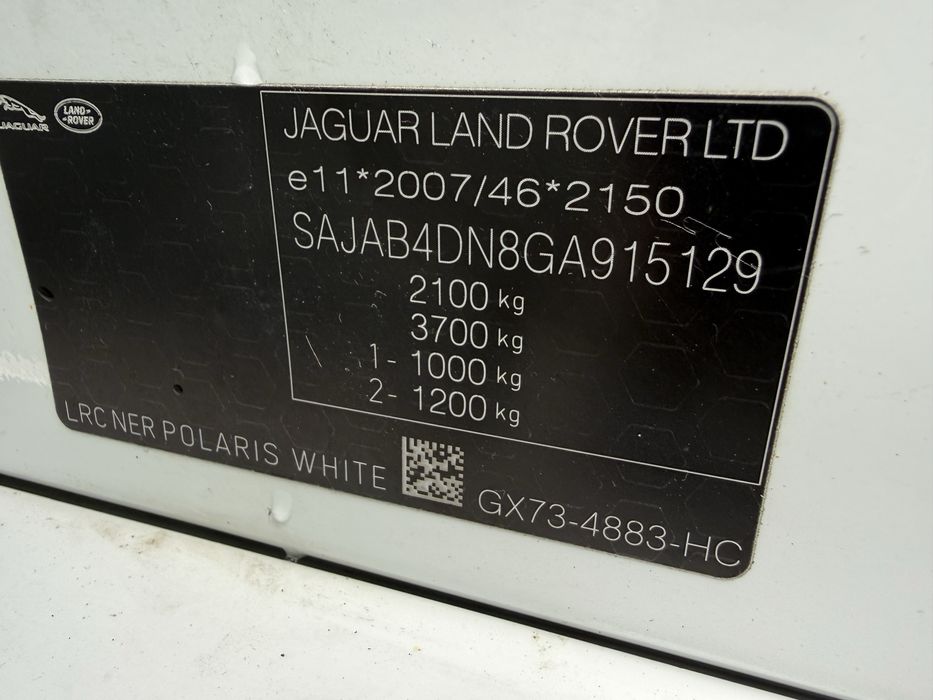 JAGUAR
LAND-
-ROVER
JAGUAR LAND ROVER LTD
e11*2007/46*2150
SAJAB4DN8GA915129
2100 kg
3700 kg
1- 1000 kg
2- 1200 kg
LRC NER POLARIS WHITE
GX73-4883-HC